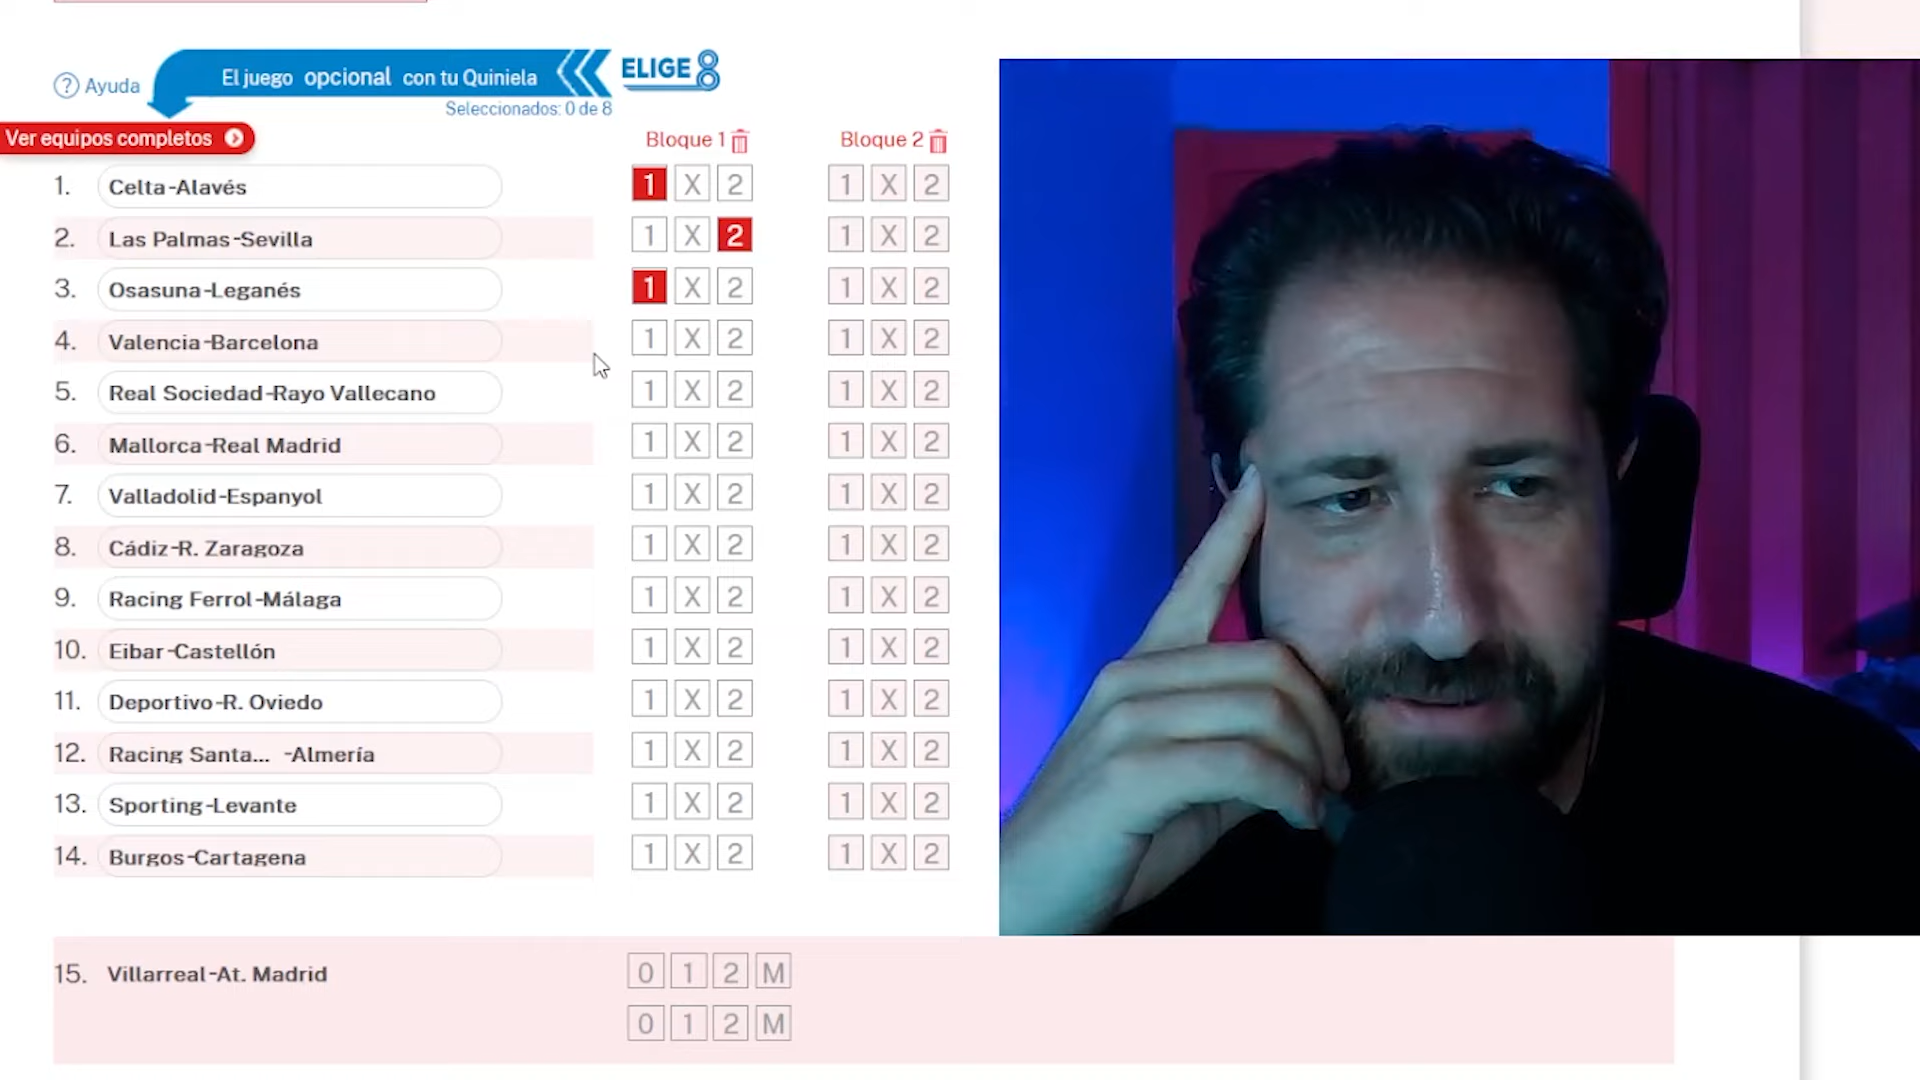 ? Ayuda
El juego opcional con tu Quiniela
ELIGE 8
Seleccionados: 0 de 8
Ver equipos completos
Bloque 1 Bloque 2
1. Celta-Alavés 1 X 2 1 X 2
2. Las Palmas-Sevilla 1 X 2 1 X 2
3. Osasuna-Leganés 1 X 2 1 X 2
4. Valencia-Barcelona 1 X 2 1 X 2
5. Real Sociedad-Rayo Vallecano 1 X 2 1 X 2
6. Mallorca-Real Madrid 1 X 2 1 X 2
7. Valladolid-Espanyol 1 X 2 1 X 2
8. Cádiz-R. Zaragoza 1 X 2 1 X 2
9. Racing Ferrol-Málaga 1 X 2 1 X 2
10. Eibar-Castellón 1 X 2 1 X 2
11. Deportivo-R. Oviedo 1 X 2 1 X 2
12. Racing Santa... -Almería 1 X 2 1 X 2
13. Sporting-Levante 1 X 2 1 X 2
14. Burgos-Cartagena 1 X 2 1 X 2
15. Villarreal-At. Madrid 0 1 2 M
0 1 2 M